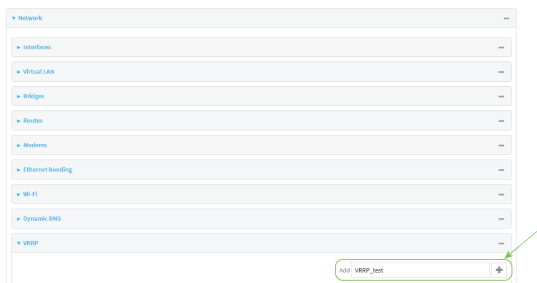 Network
Interfaces
Virtual LAN
Bridges
Routes
Modems
Ethernet bonding
Wi-Fi
Dynamic DNS
VRRP
Add VRRP_test